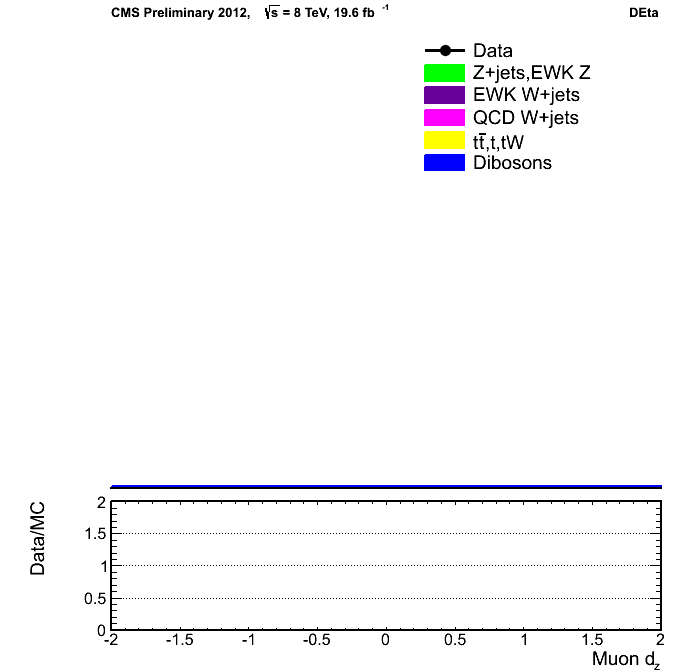 CMS Preliminary 2012, √s = 8 TeV, 19.6 fb⁻¹ DEta
Data
Z+jets,EWK Z
EWK W+jets
QCD W+jets
tt̅,t,tW
Dibosons
Data/MC
2
1.5
1
0.5
0
-2 -1.5 -1 -0.5 0 0.5 1 1.5 2
Muon d_z